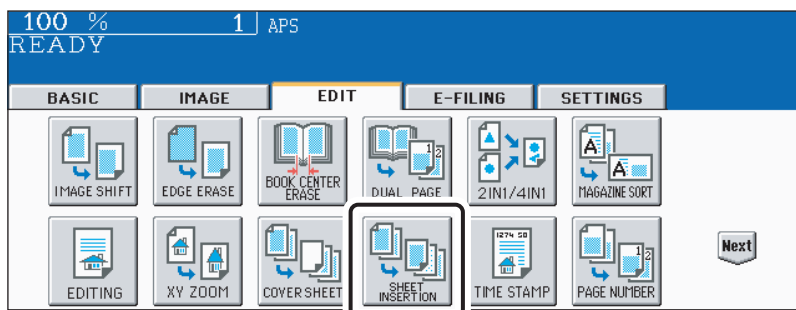 100 % 1 APS
READY
BASIC IMAGE EDIT E-FILING SETTINGS
IMAGE SHIFT EDGE ERASE BOOK CENTER ERASE DUAL PAGE 2IN1/4IN1 MAGAZINE SORT
EDITING XY ZOOM COVER SHEET SHEET INSERTION TIME STAMP PAGE NUMBER Next